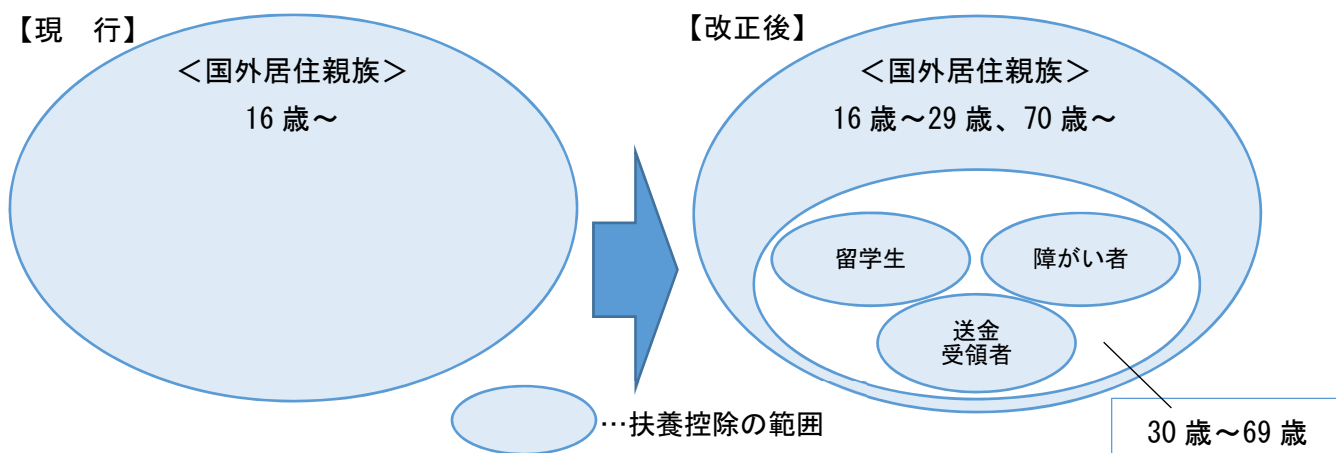 【現　行】
＜国外居住親族＞
16 歳～
【改正後】
＜国外居住親族＞
16 歳～29 歳、70 歳～
留学生
障がい者
送金
受領者
30 歳～69 歳
…扶養控除の範囲